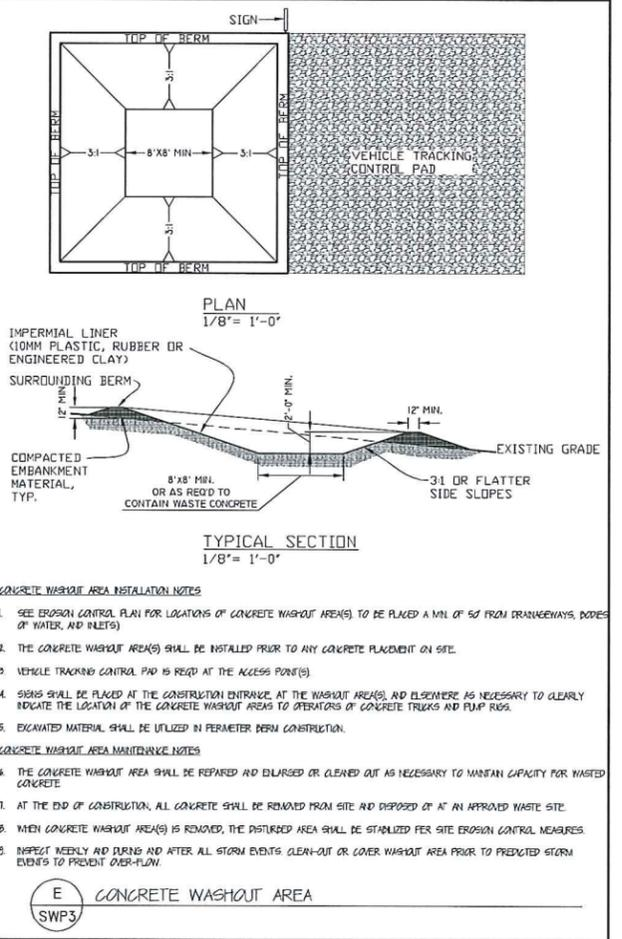 SIGN
TOP OF BERM
3:1
TOP OF BERM
3:1
8'X8' MIN
3:1
TOP OF BERM
VEHICLE TRACKING
CONTROL PAD
3:1
TOP OF BERM
PLAN
1/8"= 1'-0"
IMPERMIAL LINER
(10MM PLASTIC, RUBBER OR
ENGINEERED CLAY)
SURROUNDING BERM
12" MIN
2'-0" MIN.
12" MIN.
EXISTING GRADE
COMPACTED
EMBANKMENT
MATERIAL,
TYP.
8'x8' MIN.
OR AS REQ'D TO
CONTAIN WASTE CONCRETE
3:1 OR FLATTER
SIDE SLOPES
TYPICAL SECTION
1/8"= 1'-0"
CONCRETE WASHOUT AREA INSTALLATION NOTES
1. SEE EROSION CONTROL PLAN FOR LOCATIONS OF CONCRETE WASHOUT AREA(S). TO BE PLACED A MIN. OF 50' FROM DRAINAGEWAYS, BODIES
OF WATER, AND INLETS)
2. THE CONCRETE WASHOUT AREA(S) SHALL BE INSTALLED PRIOR TO ANY CONCRETE PLACEMENT ON SITE.
3. VEHICLE TRACKING CONTROL PAD IS REQ'D AT THE ACCESS POINT(S).
4. SIGNS SHALL BE PLACED AT THE CONSTRUCTION ENTRANCE, AT THE WASHOUT AREA(S), AND ELSEWHERE AS NECESSARY TO CLEARLY
INDICATE THE LOCATION OF THE CONCRETE WASHOUT AREAS TO OPERATORS OF CONCRETE TRUCKS AND PUMP RIGS.
5. EXCAVATED MATERIAL SHALL BE UTILIZED IN PERIMETER BERM CONSTRUCTION.
CONCRETE WASHOUT AREA MAINTENANCE NOTES
6. THE CONCRETE WASHOUT AREA SHALL BE REPAIRED AND ENLARGED OR CLEANED OUT AS NECESSARY TO MAINTAIN CAPACITY FOR WASTED
CONCRETE
7. AT THE END OF CONSTRUCTION, ALL CONCRETE SHALL BE REMOVED FROM SITE AND DISPOSED OF AT AN APPROVED WASTE SITE.
8. WHEN CONCRETE WASHOUT AREA(S) IS REMOVED, THE DISTURBED AREA SHALL BE STABILIZED PER SITE EROSION CONTROL MEASURES.
9. INSPECT WEEKLY AND DURING AND AFTER ALL STORM EVENTS. CLEAN-OUT OR COVER WASHOUT AREA PRIOR TO PREDICTED STORM
EVENTS TO PREVENT OVER-FLOW.
E
SWP3
CONCRETE WASHOUT AREA